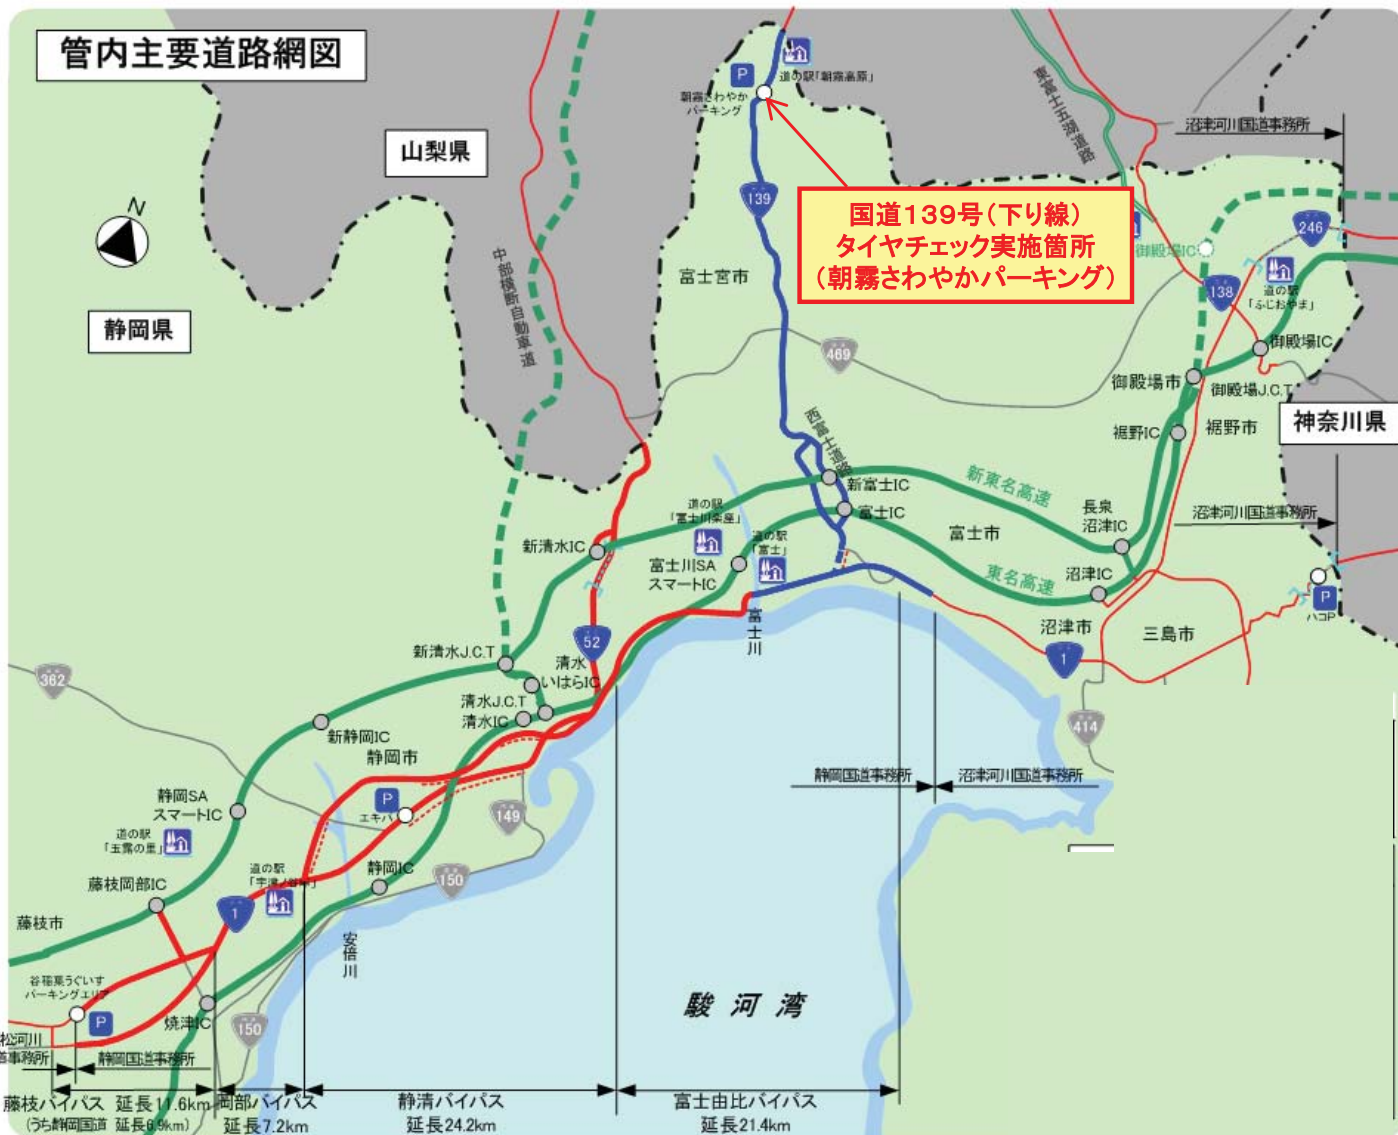 管内主要道路網図
山梨県
静岡県
神奈川県
N
道の駅「朝霧高原」
P
朝霧さわやか
パーキング
139
国道139号(下り線)
タイヤチェック実施箇所
(朝霧さわやかパーキング)
東富士五湖道路
沼津河川国道事務所
246
御殿場IC
138
道の駅
「ふじおやま」
御殿場IC
御殿場市
御殿場J.C.T
裾野IC
裾野市
富士宮市
469
中部横断自動車道
西富士道路
新富士IC
富士IC
新東名高速
長泉
沼津IC
沼津河川国道事務所
富士市
東名高速
沼津IC
沼津市
三島市
P
1
414
道の駅
「富士川楽座」
道の駅
「富士」
新清水IC
富士川SA
スマートIC
富士川
52
新清水J.C.T
清水
いはらIC
清水J.C.T
清水IC
362
新静岡IC
静岡市
静岡国道事務所
沼津河川国道事務所
静岡SA
スマートIC
P
エキパ
149
道の駅
「玉露の里」
道の駅
静岡IC
150
藤枝岡部IC
1
藤枝市
安倍川
谷稲葉うぐいす
パーキングエリア
P
焼津IC
150
駿河湾
松河川
道事務所
静岡国道事務所
藤枝バイパス 延長11.6km
(うち静岡国道 延長6.9km)
岡部バイパス
延長7.2km
静清バイパス
延長24.2km
富士由比バイパス
延長21.4km